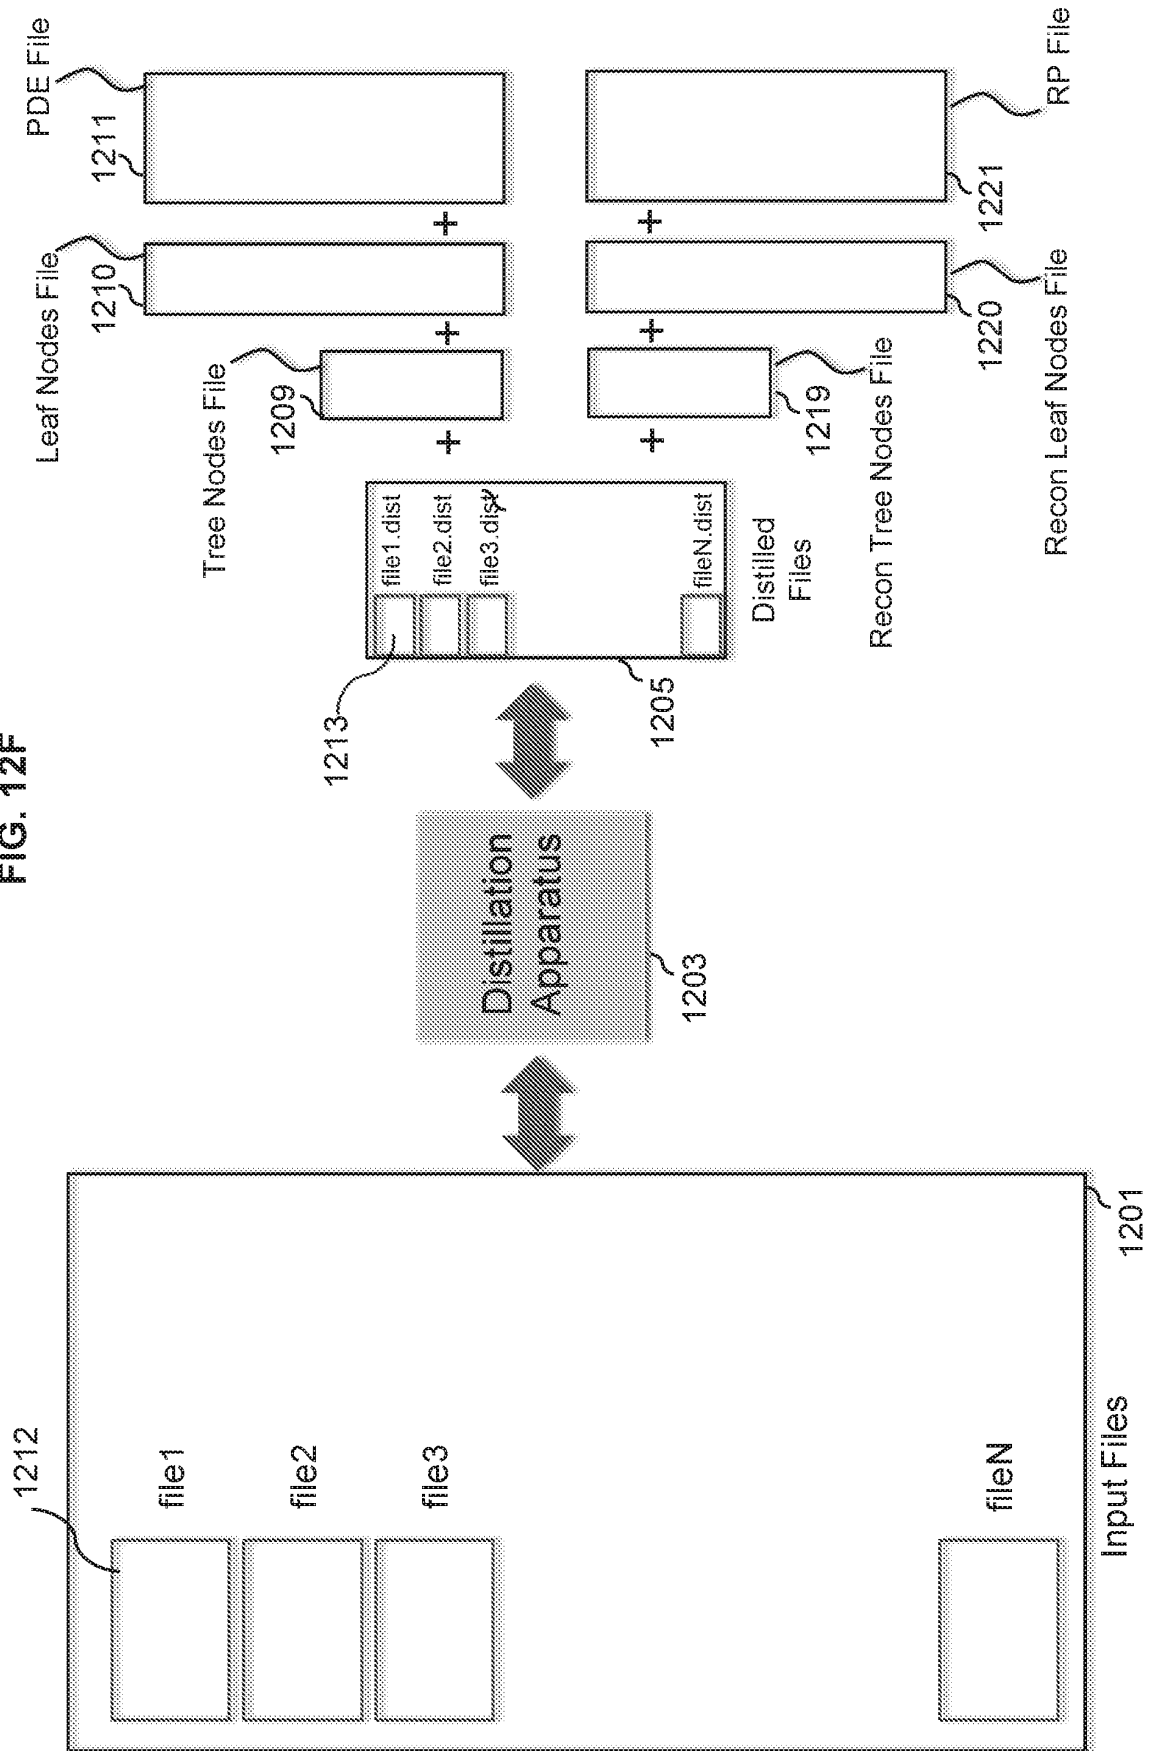 FIG. 12F
1212
file1
file2
file3
fileN
Input Files
1201
Distillation
Apparatus
1203
1213
file1.dist
file2.dist
file3.dist
fileN.dist
1205
Distilled
Files
Tree Nodes File
1209
+
Leaf Nodes File
1210
+
PDE File
1211
+
+
1219
Recon Tree Nodes File
+
1220
Recon Leaf Nodes File
+
1221
RP File